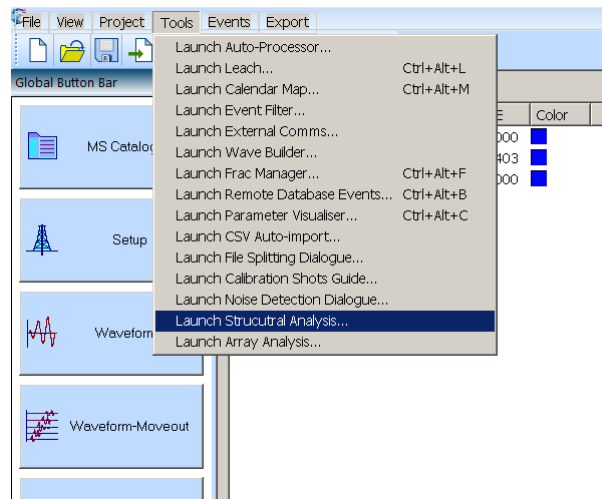 File View Project Tools Events Export
Launch Auto-Processor...
Launch Leach... Ctrl+Alt+L
Global Button Bar
Launch Calendar Map... Ctrl+Alt+M
Launch Event Filter...
E Color
Launch External Comms...
000
MS Catalog
Launch Wave Builder...
403
Launch Frac Manager... Ctrl+Alt+F
000
Launch Remote Database Events... Ctrl+Alt+B
Launch Parameter Visualiser... Ctrl+Alt+C
Setup
Launch CSV Auto-import...
Launch File Splitting Dialogue...
Launch Calibration Shots Guide...
Launch Noise Detection Dialogue...
Launch Strucutral Analysis...
Waveform
Launch Array Analysis...
Waveform-Moveout